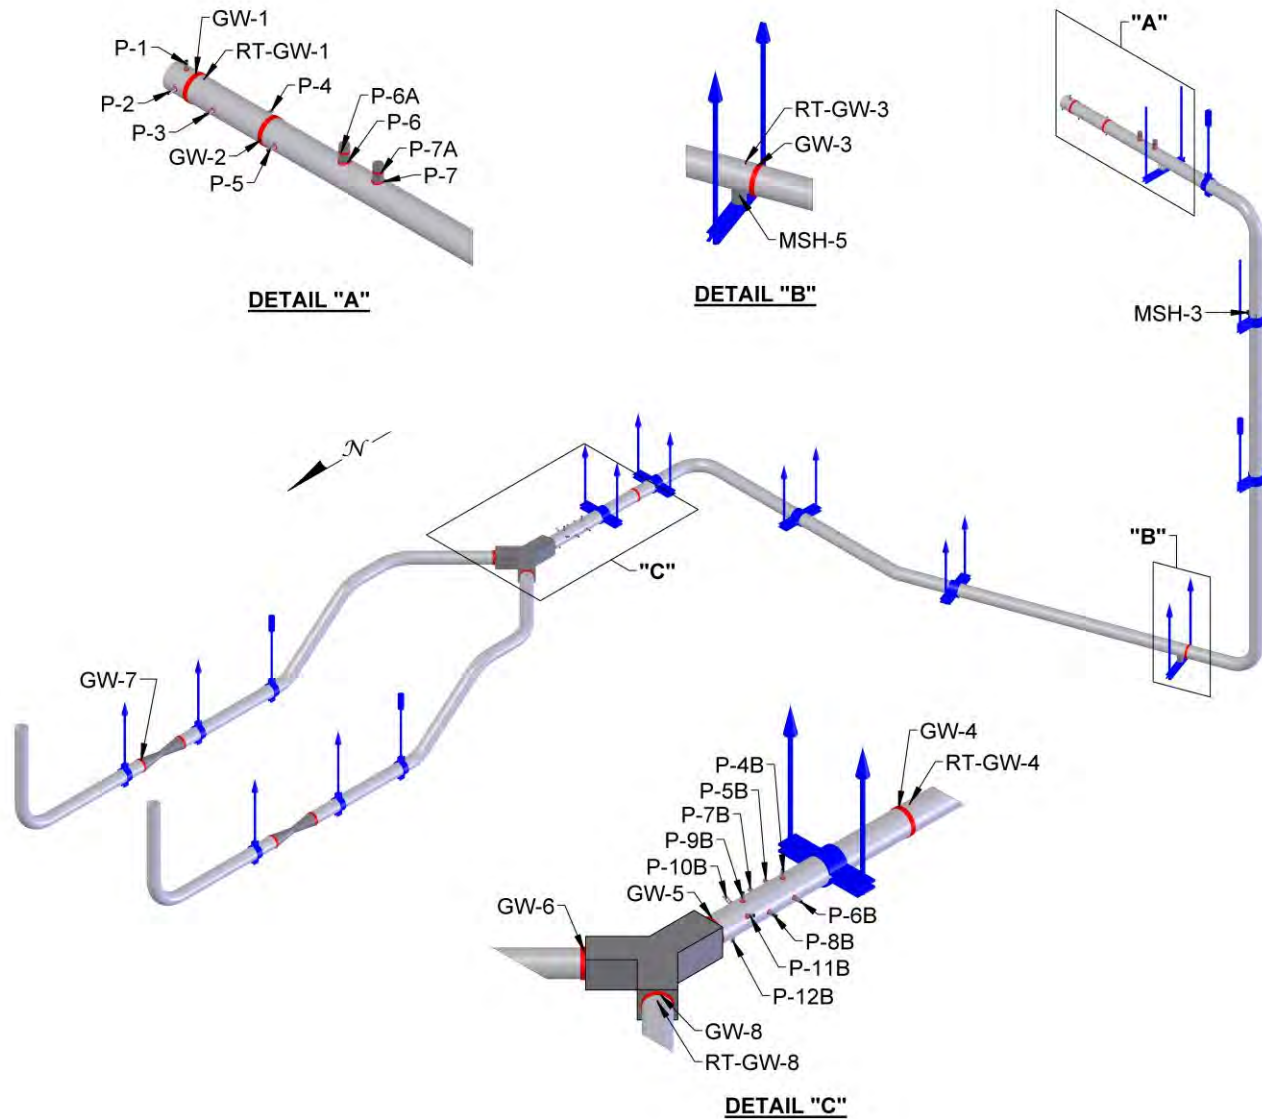 GW-1
P-1
RT-GW-1
P-2
P-4
P-3
P-6A
P-6
GW-2
P-7A
P-5
P-7
DETAIL "A"
RT-GW-3
GW-3
MSH-5
DETAIL "B"
"A"
MSH-3
N
"C"
"B"
GW-7
GW-4
RT-GW-4
P-4B
P-5B
P-7B
P-9B
P-10B
GW-5
GW-6
P-6B
P-8B
P-11B
P-12B
GW-8
RT-GW-8
DETAIL "C"